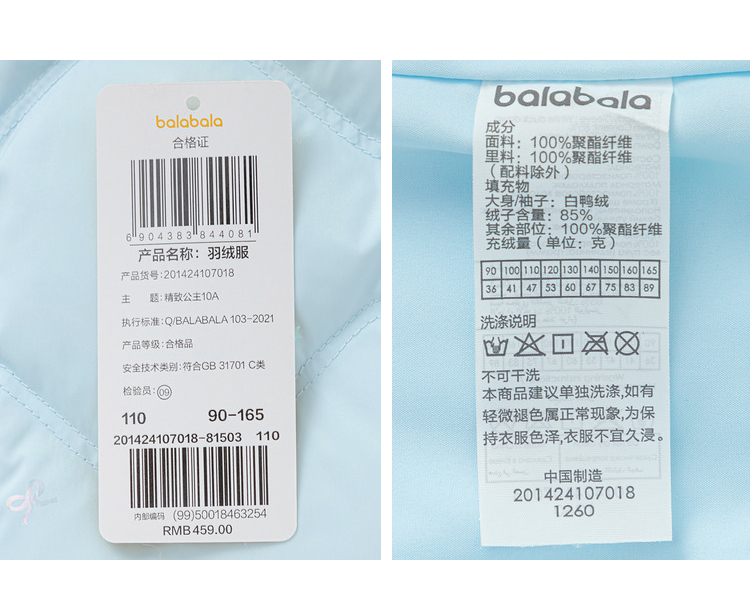 balabala
合格证
6 904383 844081
产品名称：羽绒服
产品货号：201424107018
主 题：精致公主10A
执行标准：Q/BALABALA 103-2021
产品等级：合格品
安全技术类别：符合GB 31701 C类
检验员：09
110 90-165
201424107018-81503 110
内部编码 (99)50018463254
RMB 459.00
balabala
成分
面料：100%聚酯纤维
里料：100%聚酯纤维
（配料除外）
填充物
大身/袖子：白鸭绒
绒子含量：85%
其余部位：100%聚酯纤维
充绒量（单位：克）
90 100 110 120 130 140 150 160 165
36 41 47 53 60 67 75 83 89
洗涤说明
不可干洗
本商品建议单独洗涤,如有
轻微褪色属正常现象,为保
持衣服色泽,衣服不宜久浸。
中国制造
201424107018
1260